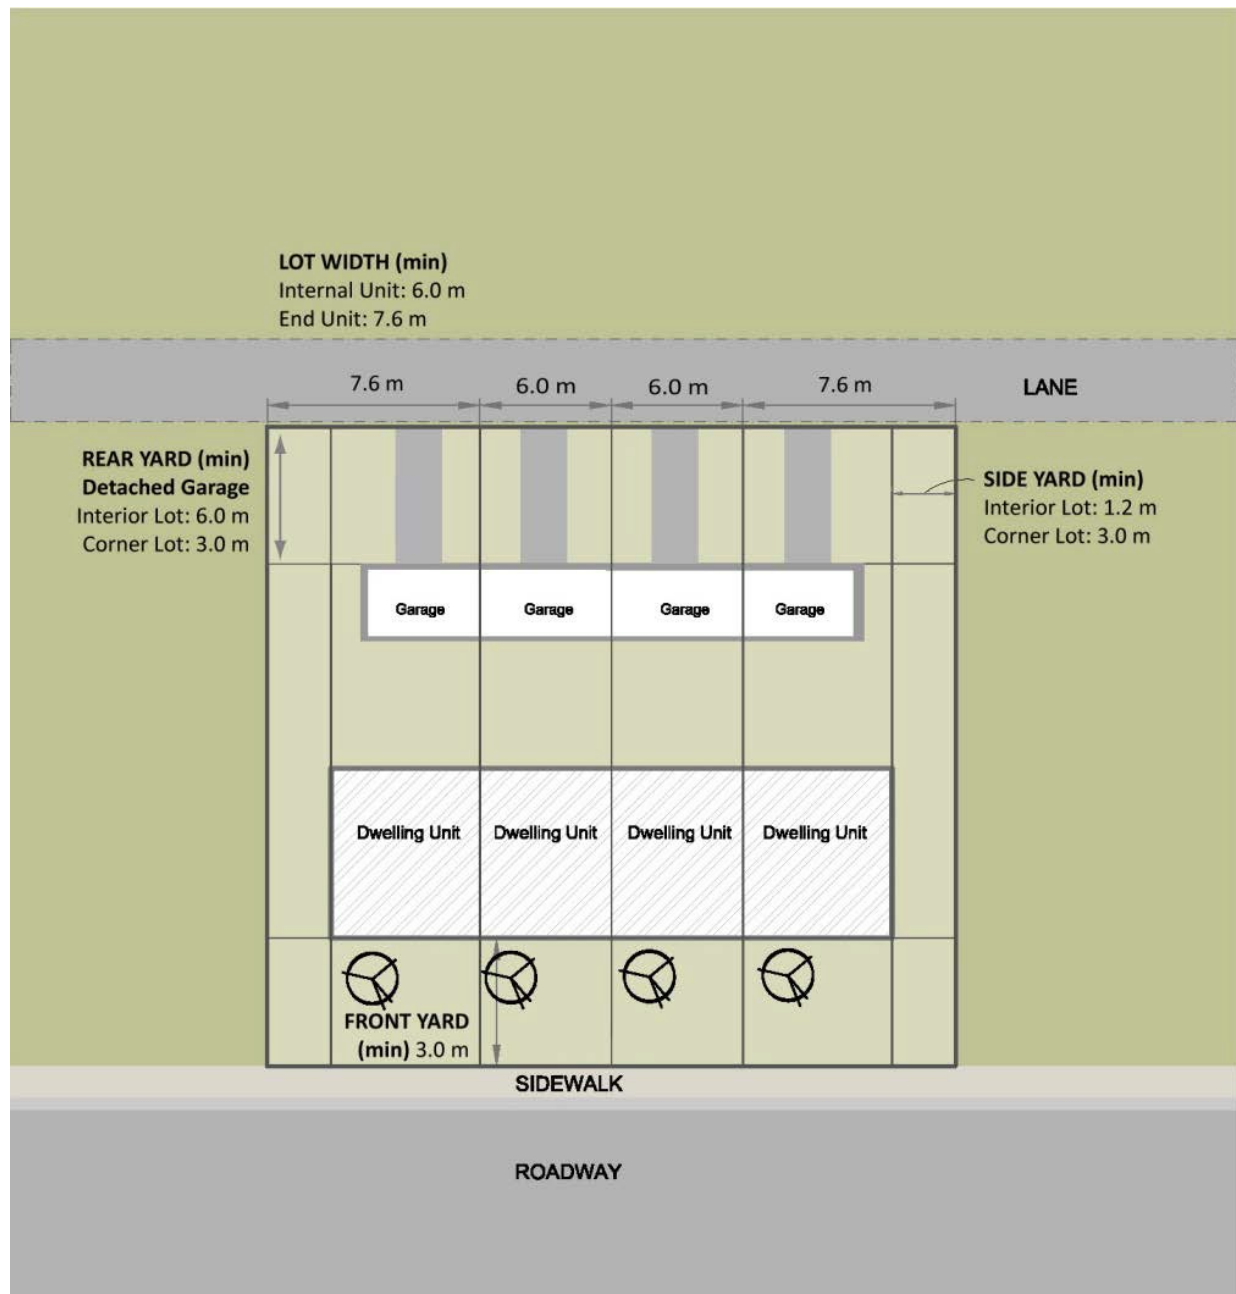 LOT WIDTH (min)
Internal Unit: 6.0 m
End Unit: 7.6 m
7.6 m
6.0 m
6.0 m
7.6 m
LANE
REAR YARD (min)
Detached Garage
Interior Lot: 6.0 m
Corner Lot: 3.0 m
SIDE YARD (min)
Interior Lot: 1.2 m
Corner Lot: 3.0 m
Garage
Garage
Garage
Garage
Dwelling Unit
Dwelling Unit
Dwelling Unit
Dwelling Unit
FRONT YARD
(min) 3.0 m
SIDEWALK
ROADWAY